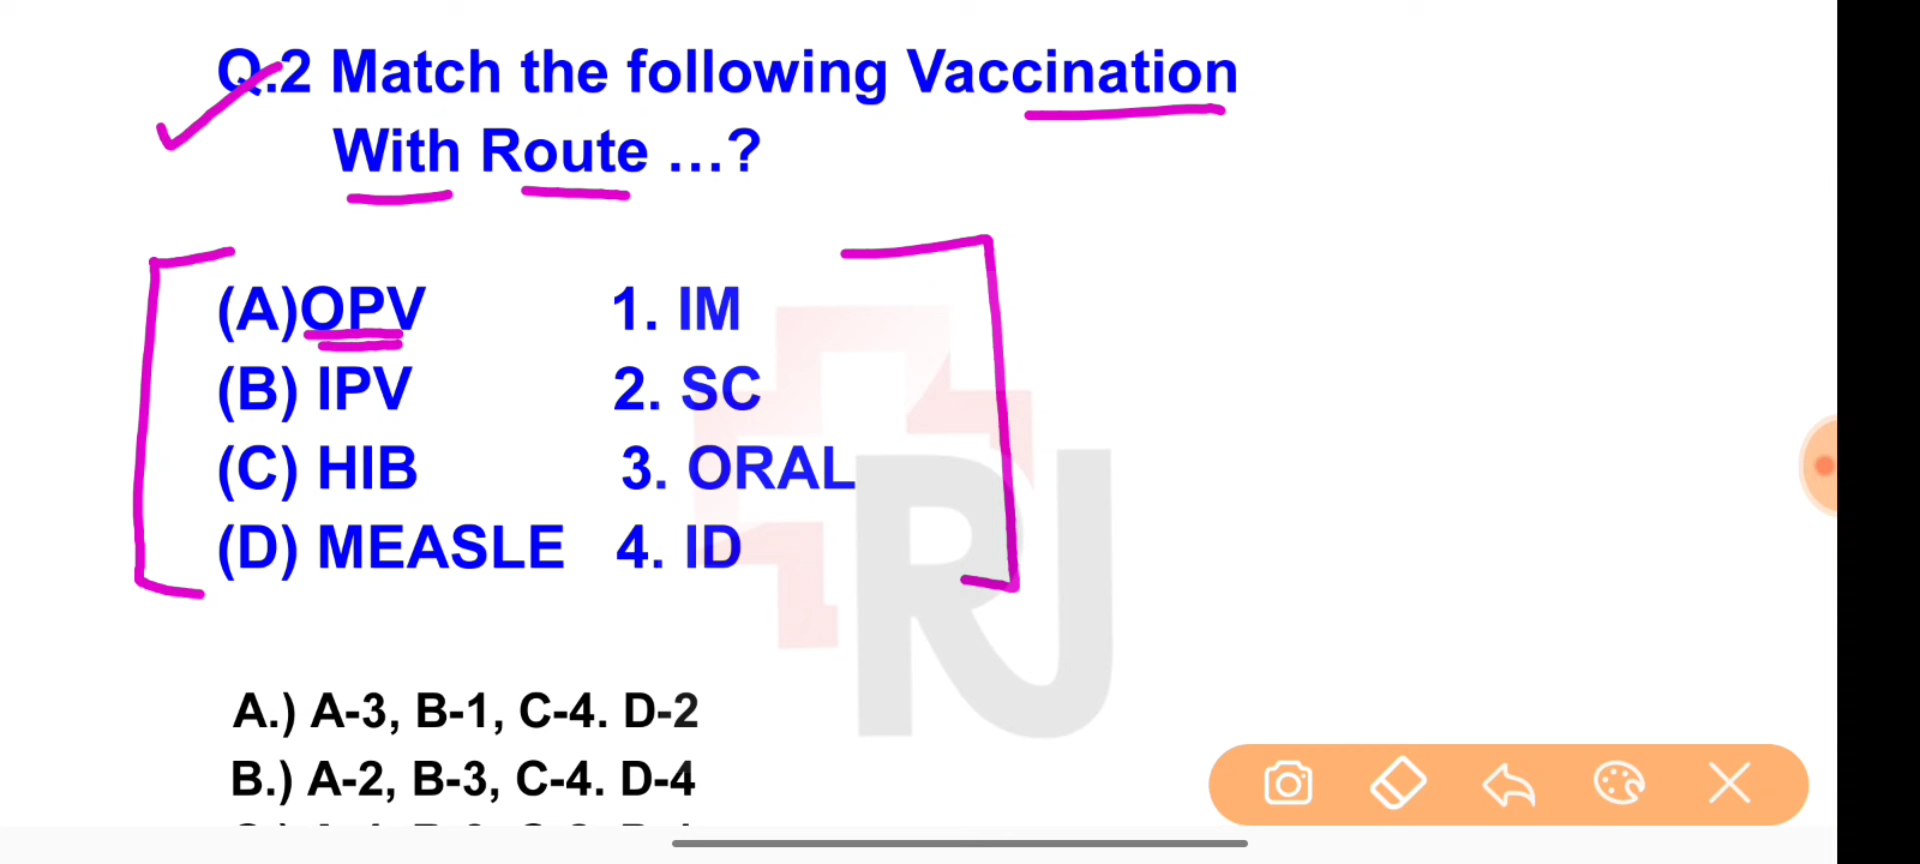 Q.2 Match the following Vaccination
With Route ...?
(A)OPV 1. IM
(B) IPV 2. SC
(C) HIB 3. ORAL
(D) MEASLE 4. ID
RJ
A.) A-3, B-1, C-4. D-2
B.) A-2, B-3, C-4. D-4